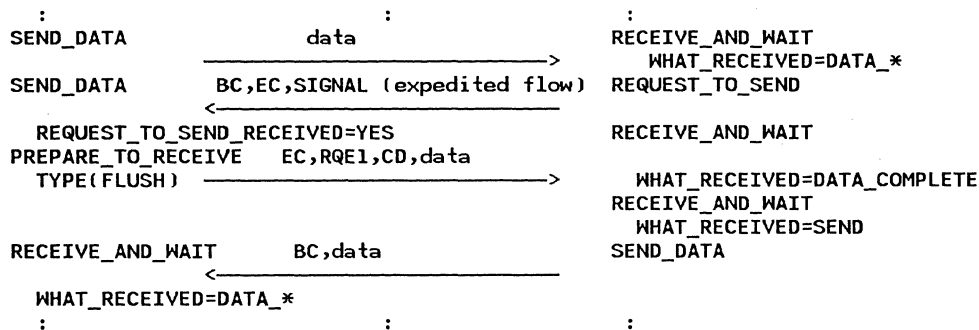 : : :
SEND_DATA data RECEIVE_AND_WAIT
> WHAT_RECEIVED=DATA_*
SEND_DATA BC,EC,SIGNAL (expedited flow) REQUEST_TO_SEND
<
REQUEST_TO_SEND_RECEIVED=YES RECEIVE_AND_WAIT
PREPARE_TO_RECEIVE EC,RQE1,CD,data
TYPE(FLUSH) > WHAT_RECEIVED=DATA_COMPLETE
RECEIVE_AND_WAIT
WHAT_RECEIVED=SEND
RECEIVE_AND_WAIT BC,data SEND_DATA
<
WHAT_RECEIVED=DATA_*
: : :